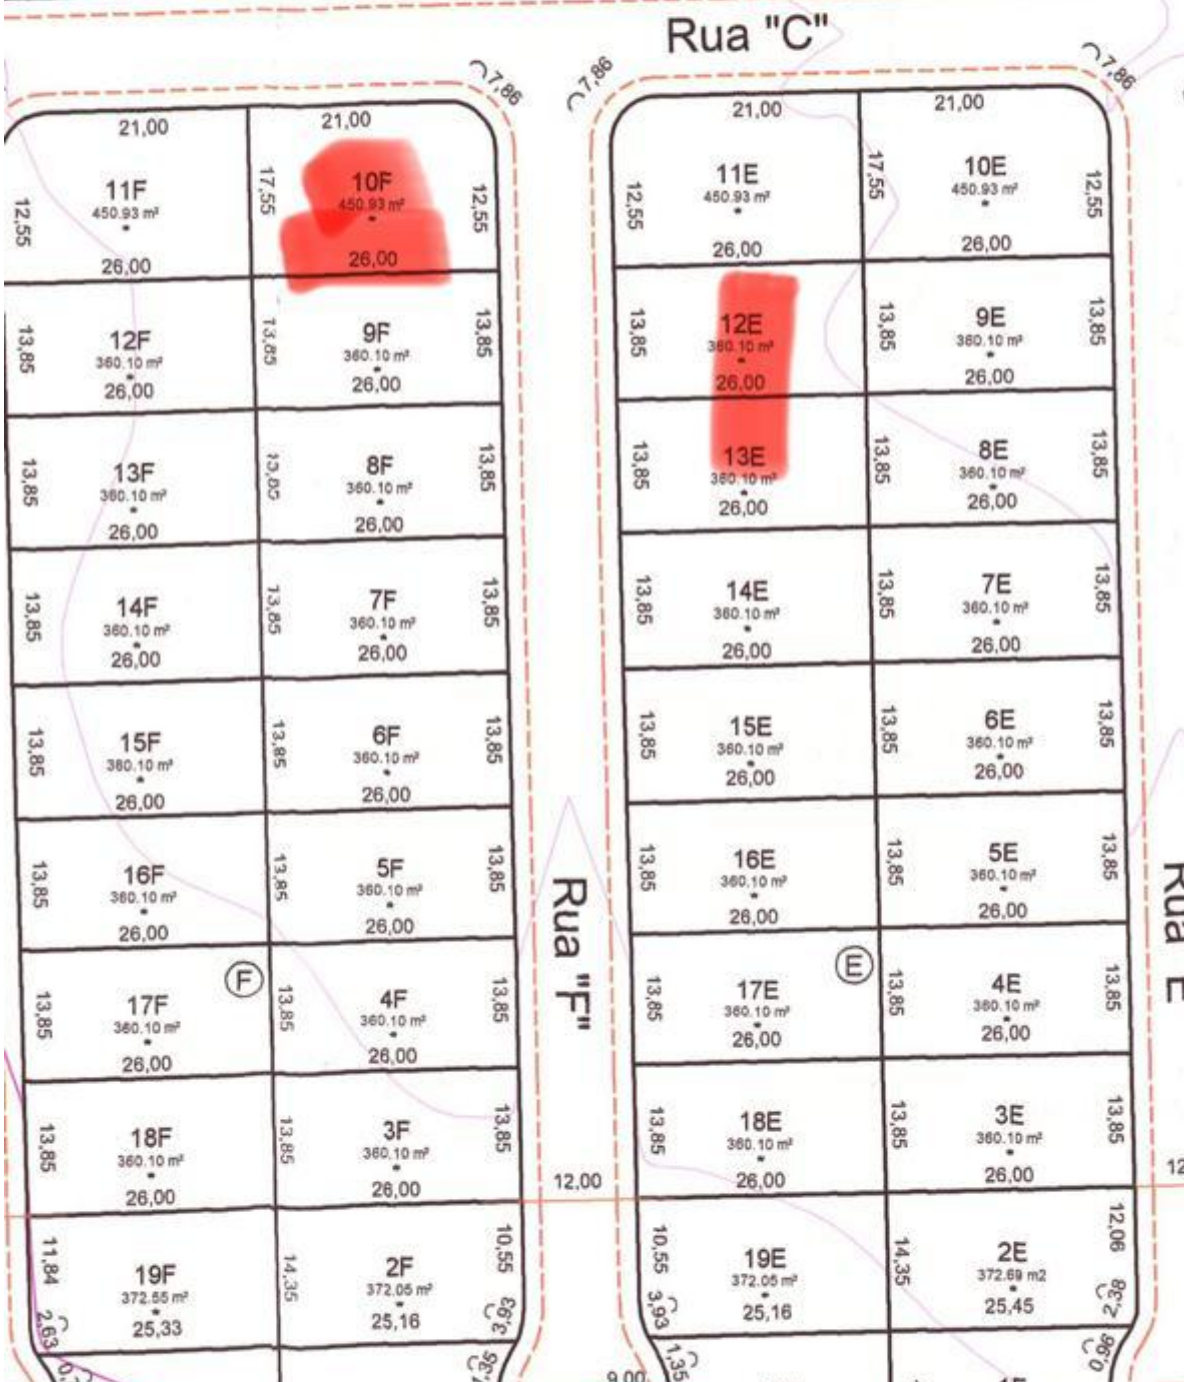 Rua "C"
7,86
7,86
7,86
21,00
21,00
21,00
21,00
11F
450.93 m²
26,00
12,55
17,55
10F
450.93 m²
26,00
12,55
11E
450.93 m²
26,00
12,55
17,55
10E
450.93 m²
26,00
12,55
13,85
12F
360.10 m²
26,00
13,85
9F
360.10 m²
26,00
13,85
13,85
12E
360.10 m²
26,00
13,85
9E
360.10 m²
26,00
13,85
13,85
13F
360.10 m²
26,00
13,85
8F
360.10 m²
26,00
13,85
13,85
13E
360.10 m²
26,00
13,85
8E
360.10 m²
26,00
13,85
13,85
14F
360.10 m²
26,00
13,85
7F
360.10 m²
26,00
13,85
13,85
14E
360.10 m²
26,00
13,85
7E
360.10 m²
26,00
13,85
13,85
15F
360.10 m²
26,00
13,85
6F
360.10 m²
26,00
13,85
13,85
15E
360.10 m²
26,00
13,85
6E
360.10 m²
26,00
13,85
13,85
16F
360.10 m²
26,00
13,85
5F
360.10 m²
26,00
13,85
Rua "F"
13,85
16E
360.10 m²
26,00
13,85
5E
360.10 m²
26,00
13,85
Rua
13,85
17F
360.10 m²
26,00
F
13,85
4F
360.10 m²
26,00
13,85
13,85
17E
360.10 m²
26,00
E
13,85
4E
360.10 m²
26,00
13,85
13,85
18F
360.10 m²
26,00
13,85
3F
360.10 m²
26,00
13,85
12,00
13,85
18E
360.10 m²
26,00
13,85
3E
360.10 m²
26,00
13,85
12
11,84
2,63
19F
372.55 m²
25,33
14,35
2F
372.05 m²
25,16
10,55
3,93
10,55
3,93
19E
372.05 m²
25,16
14,35
2E
372.69 m2
25,45
12,06
2,38
1,35
0,96
9,00